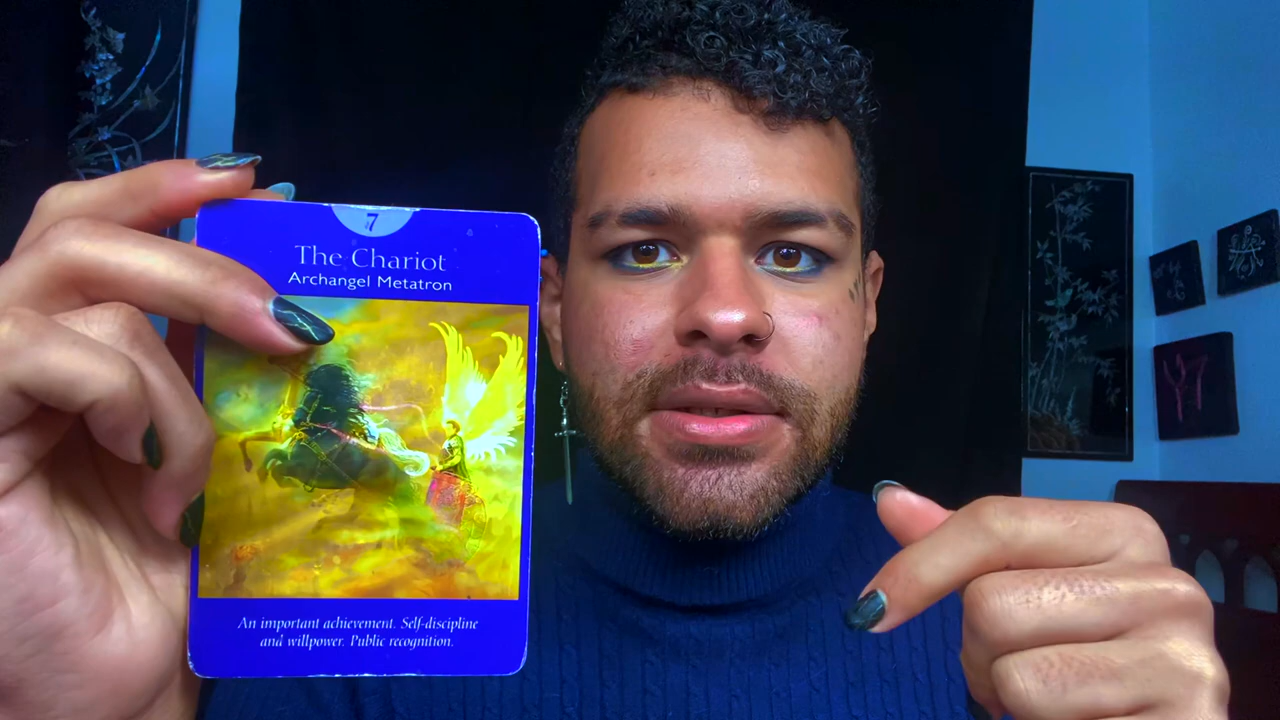 7
The Chariot
Archangel Metatron
An important achievement. Self-discipline
and willpower. Public recognition.